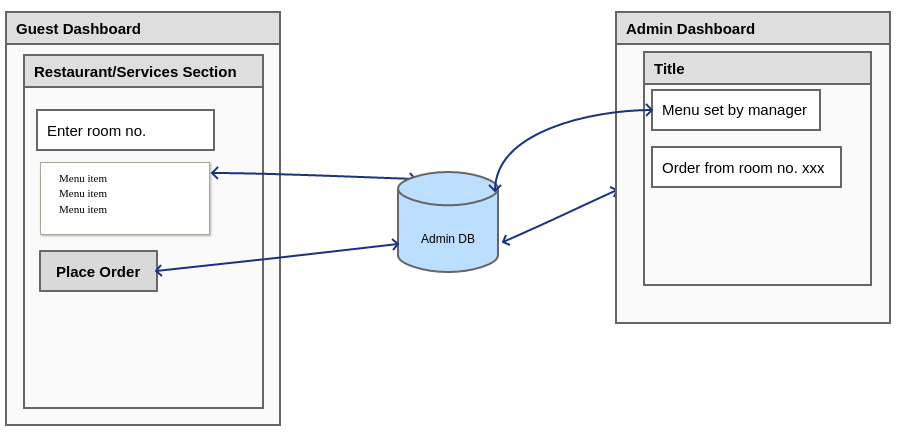 Guest Dashboard
Restaurant/Services Section
Enter room no.
Menu item
Menu item
Menu item
Place Order
Admin DB
Admin Dashboard
Title
Menu set by manager
Order from room no. xxx